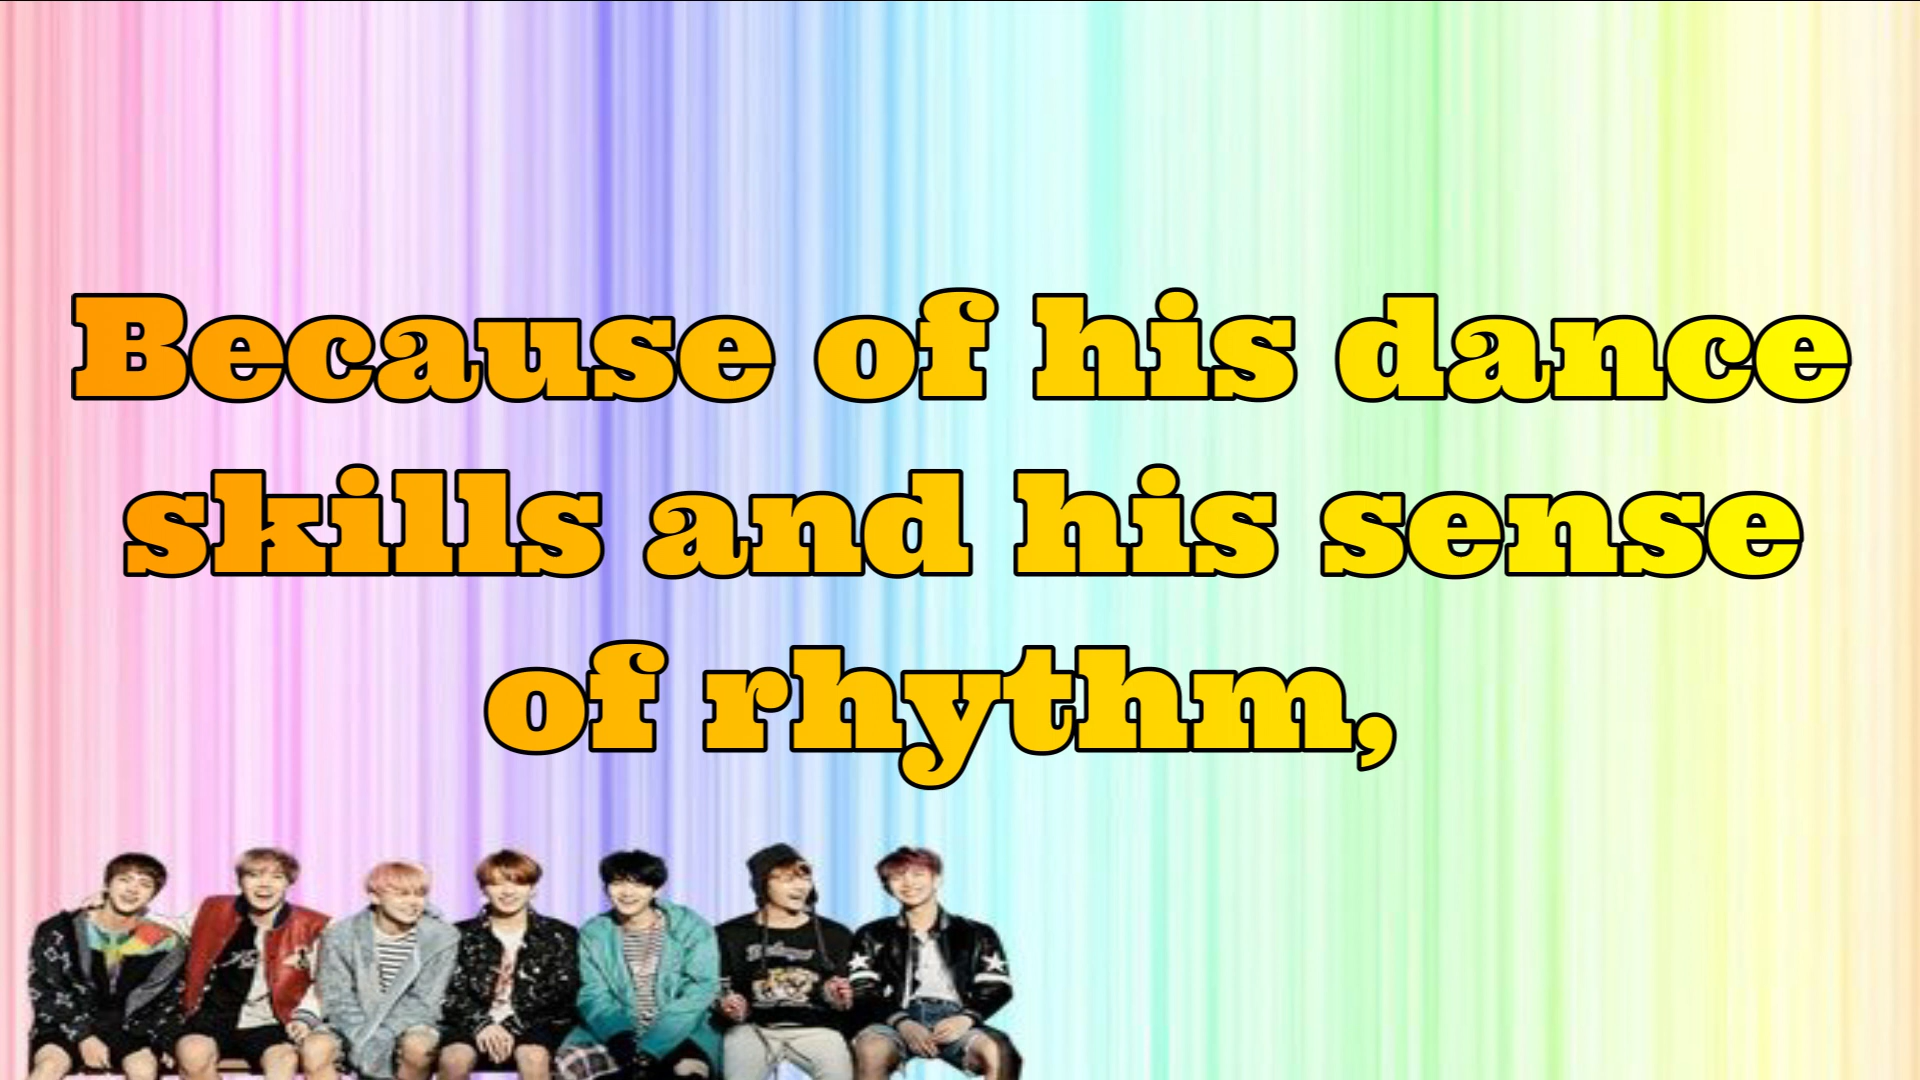 Because of his dance
skills and his sense
of rhythm,